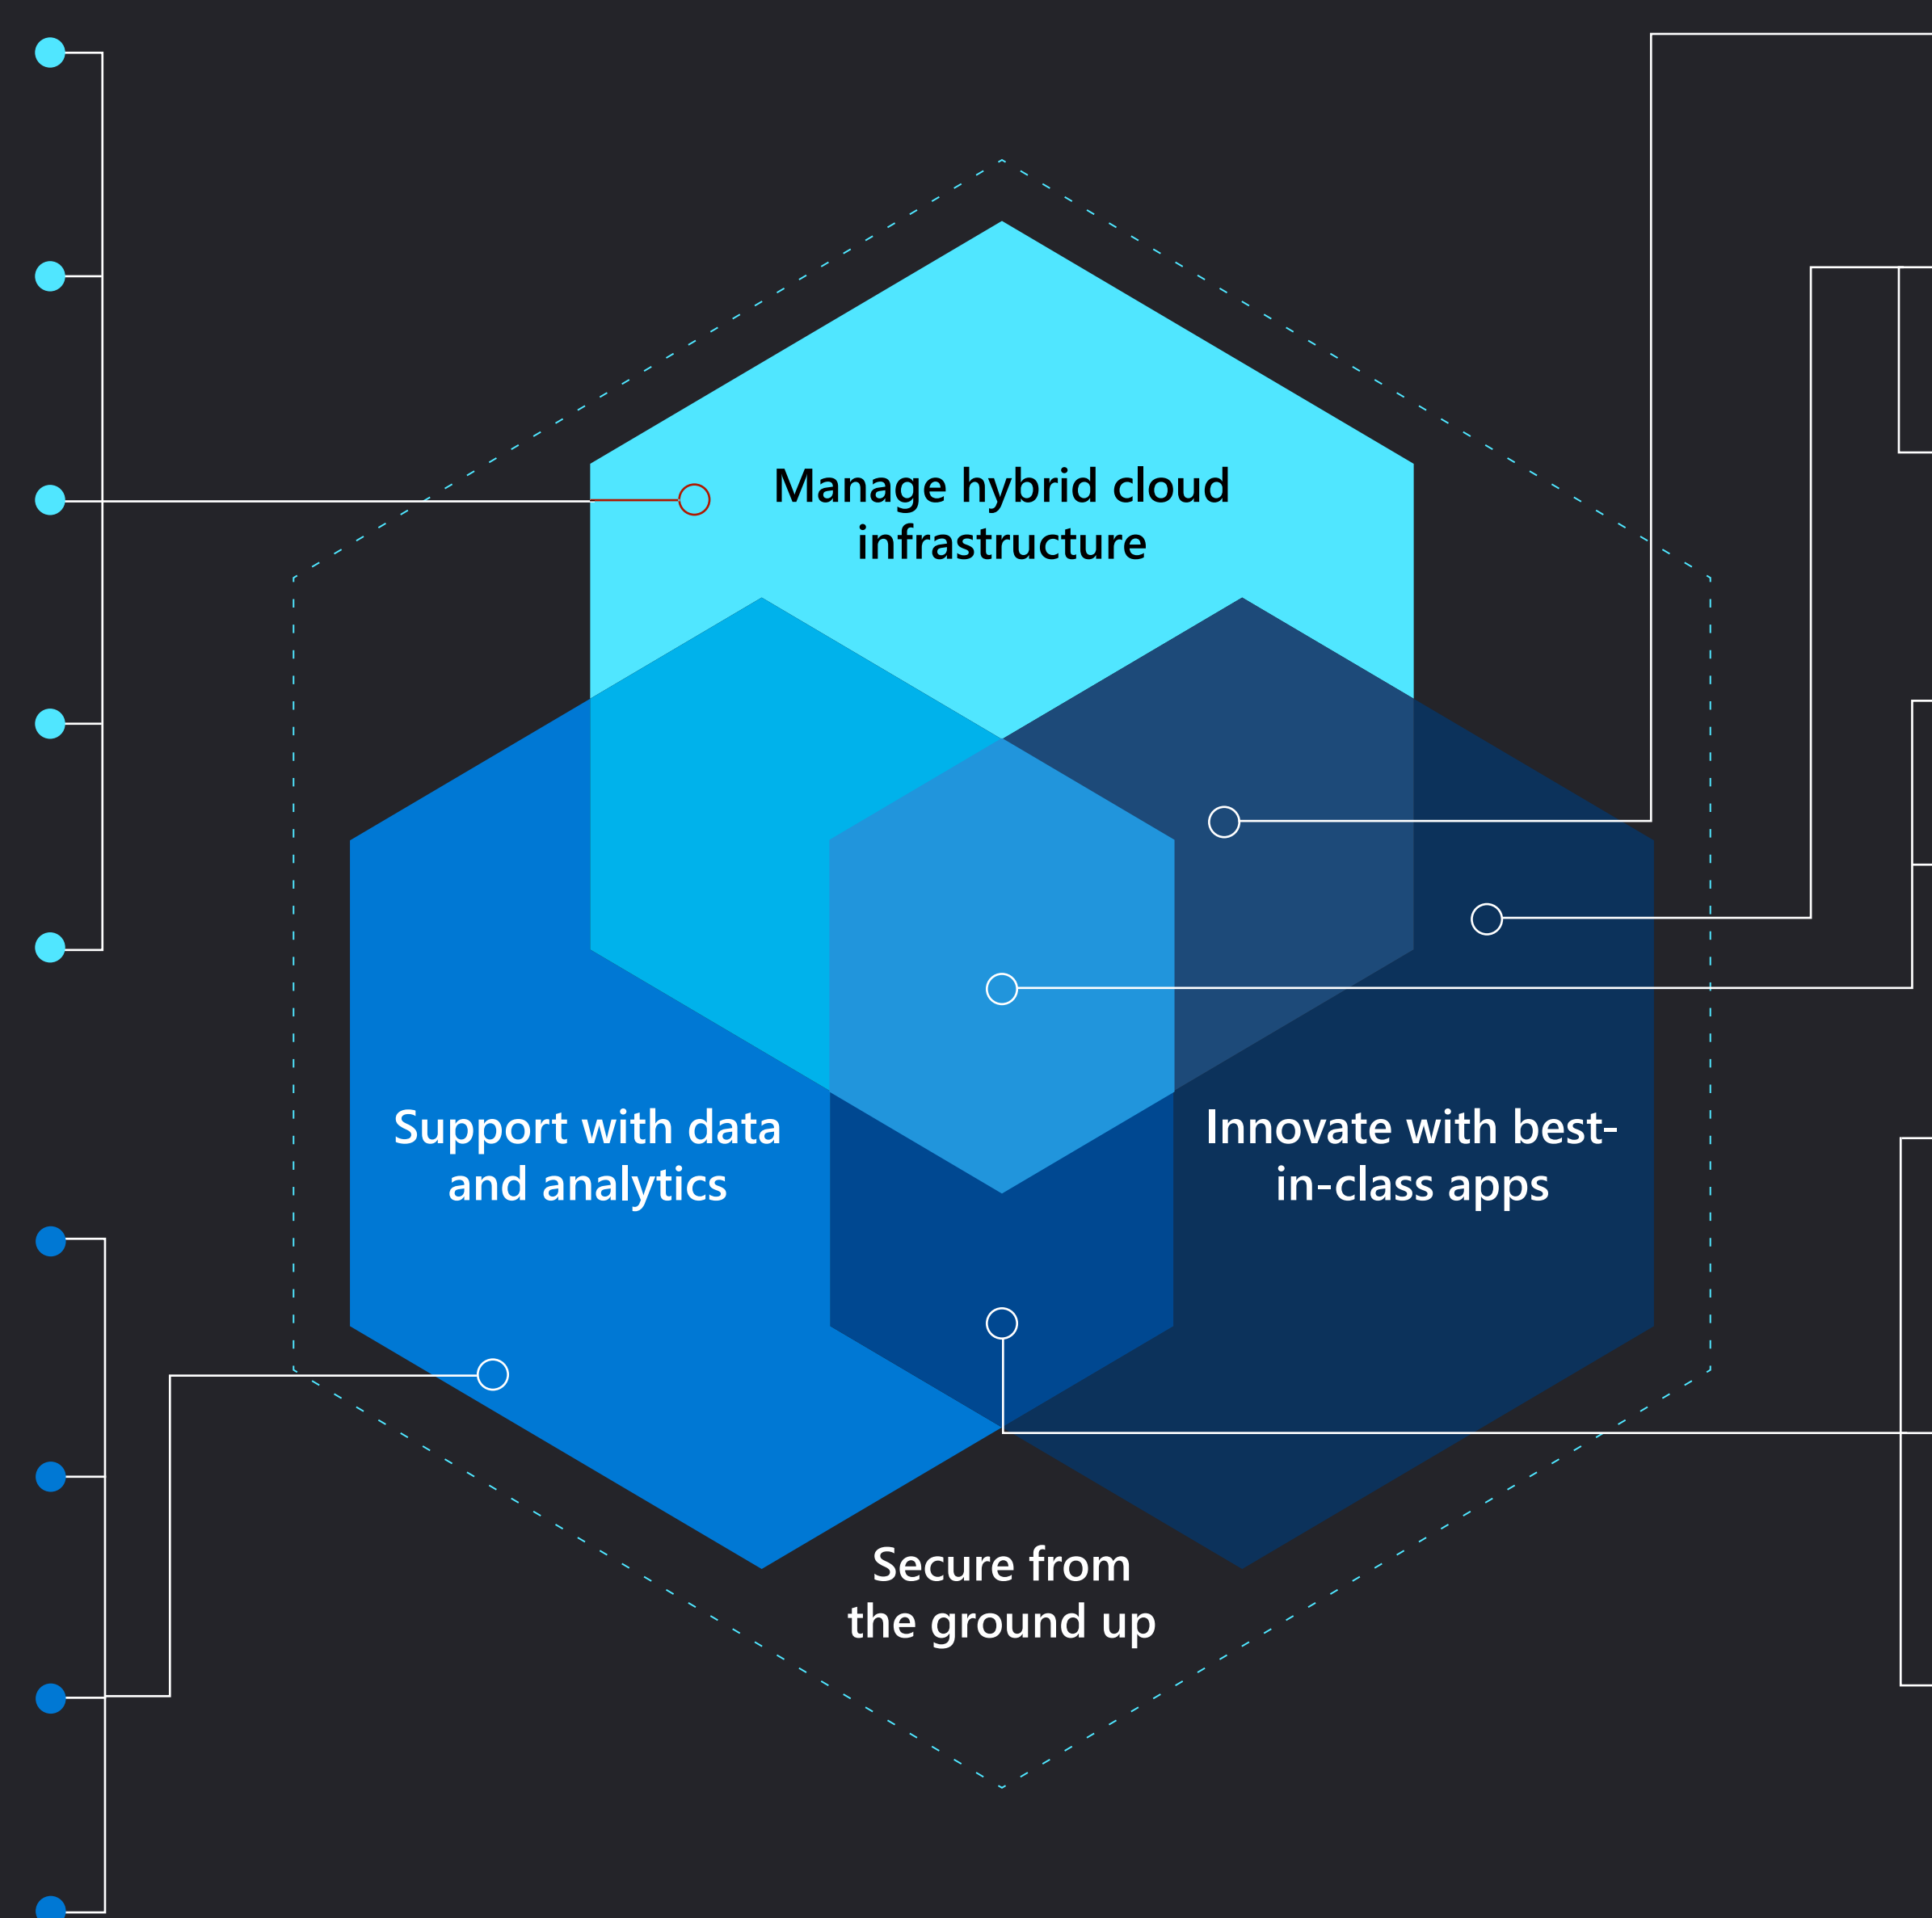 Manage hybrid cloud
infrastructure
Support with data
and analytics
Innovate with best-
in-class apps
Secure from
the ground up